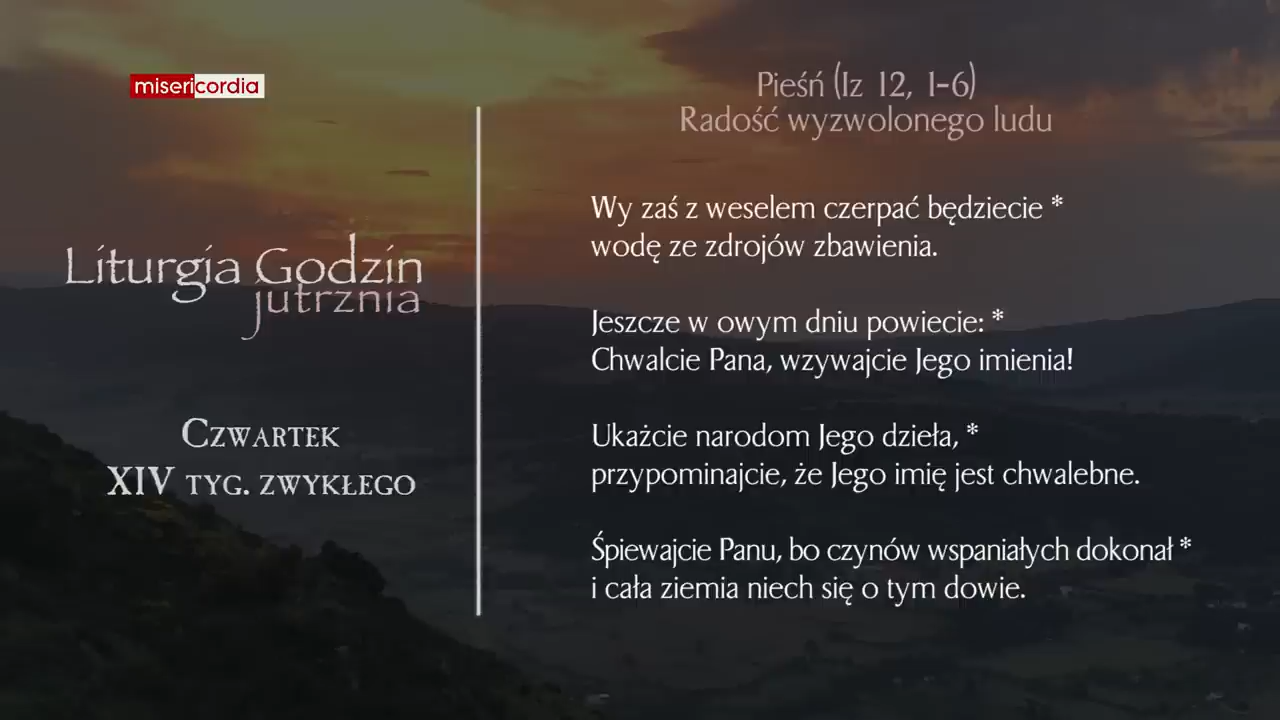 misericordia
Liturgia Godzin
jutrznia
Czwartek
XIV tyg. zwykłego
Pieśń (Iz 12, 1-6)
Radość wyzwolonego ludu
Wy zaś z weselem czerpać będziecie *
wodę ze zdrojów zbawienia.
Jeszcze w owym dniu powiecie: *
Chwalcie Pana, wzywajcie Jego imienia!
Ukażcie narodom Jego dzieła, *
przypominajcie, że Jego imię jest chwalebne.
Śpiewajcie Panu, bo czynów wspaniałych dokonał *
i cała ziemia niech się o tym dowie.